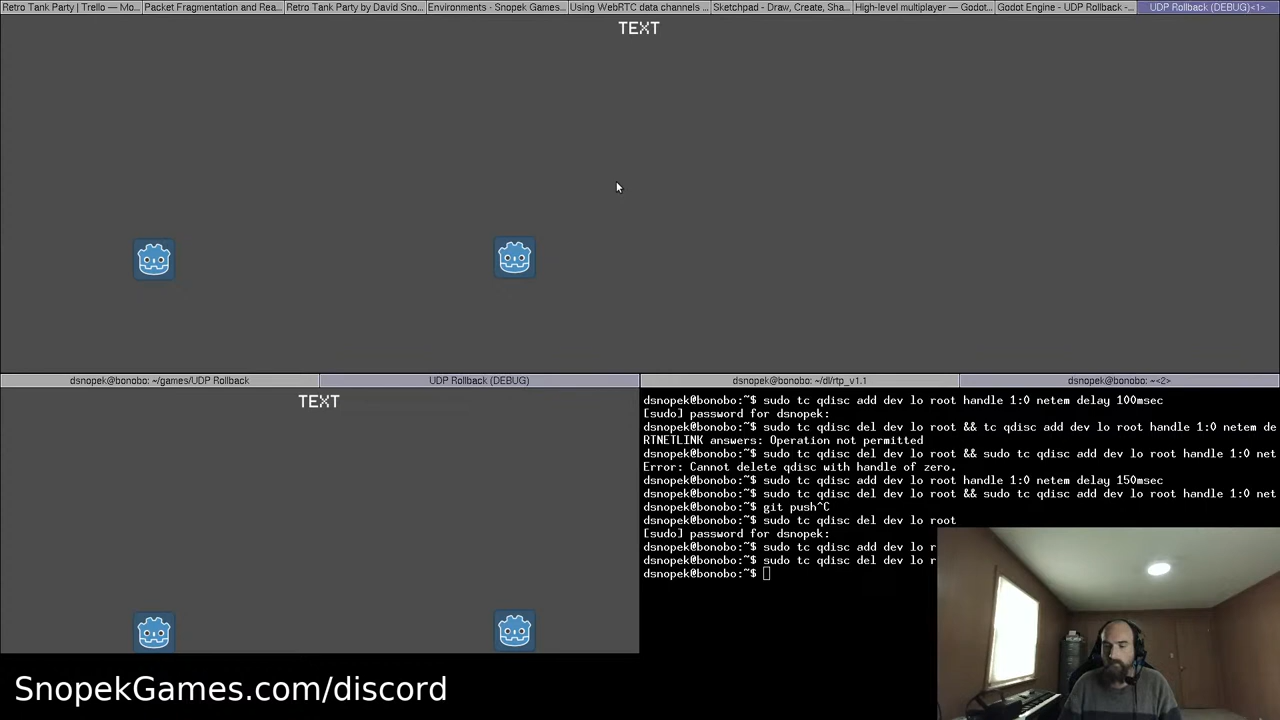 Retro Tank Party | Trello — Mo...
Packet Fragmentation and Rea...
Retro Tank Party by David Sno...
Environments - Snopek Games...
Using WebRTC data channels ...
Sketchpad - Draw, Create, Sha...
High-level multiplayer — Godot...
Godot Engine - UDP Rollback -...
UDP Rollback (DEBUG)<1>
TEXT
dsnopek@bonobo: ~/games/UDP Rollback
UDP Rollback (DEBUG)
dsnopek@bonobo: ~/dl/rtp_v1.1
dsnopek@bonobo: ~<2>
TEXT
dsnopek@bonobo:~$ sudo tc qdisc add dev lo root handle 1:0 netem delay 100msec
[sudo] password for dsnopek:
dsnopek@bonobo:~$ sudo tc qdisc del dev lo root && tc qdisc add dev lo root handle 1:0 netem de
RTNETLINK answers: Operation not permitted
dsnopek@bonobo:~$ sudo tc qdisc del dev lo root && sudo tc qdisc add dev lo root handle 1:0 net
Error: Cannot delete qdisc with handle of zero.
dsnopek@bonobo:~$ sudo tc qdisc add dev lo root handle 1:0 netem delay 150msec
dsnopek@bonobo:~$ sudo tc qdisc del dev lo root && sudo tc qdisc add dev lo root handle 1:0 net
dsnopek@bonobo:~$ git push^C
dsnopek@bonobo:~$ sudo tc qdisc del dev lo root
[sudo] password for dsnopek:
dsnopek@bonobo:~$ sudo tc qdisc add dev lo r
dsnopek@bonobo:~$ sudo tc qdisc del dev lo r
dsnopek@bonobo:~$
SnopekGames.com/discord